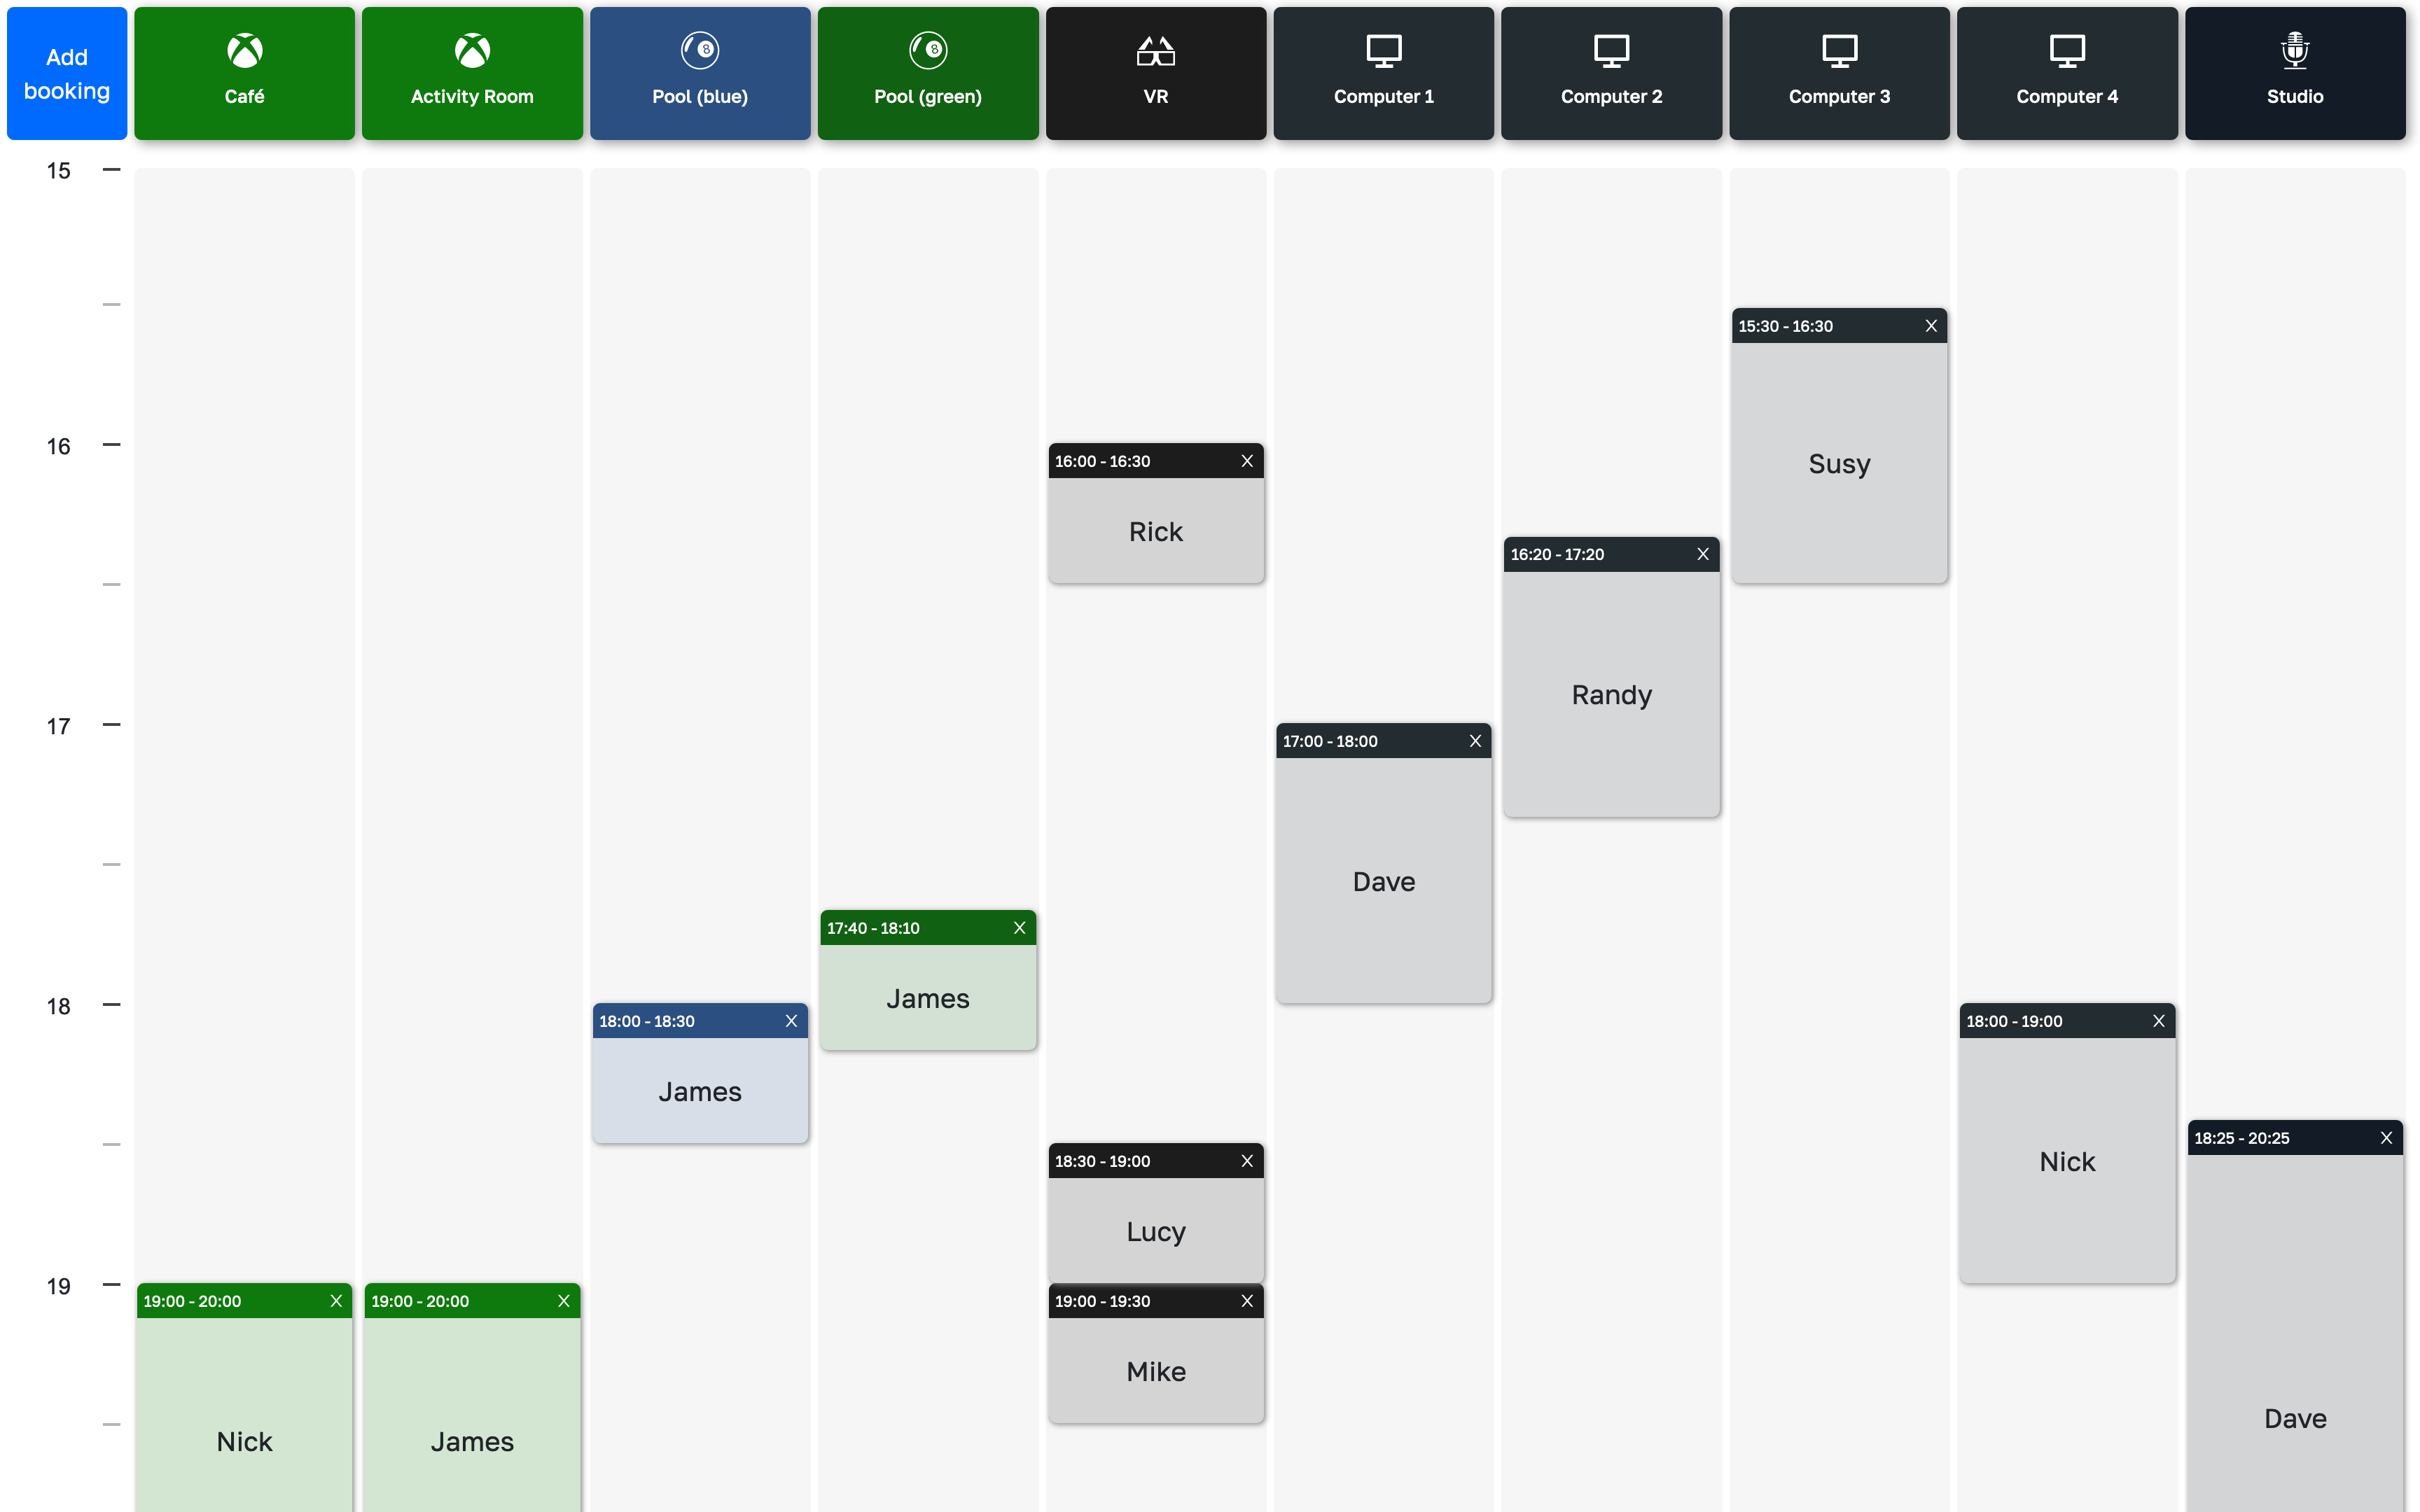 Add
booking
Café
Activity Room
8
Pool (blue)
8
Pool (green)
VR
Computer 1
Computer 2
Computer 3
Computer 4
Studio
15
15:30 - 16:30 X
Susy
16
16:00 - 16:30 X
Rick
16:20 - 17:20 X
Randy
17
17:00 - 18:00 X
Dave
17:40 - 18:10 X
James
18
18:00 - 18:30 X
James
18:00 - 19:00 X
Nick
18:25 - 20:25 X
Dave
18:30 - 19:00 X
Lucy
19
19:00 - 20:00 X
Nick
19:00 - 20:00 X
James
19:00 - 19:30 X
Mike